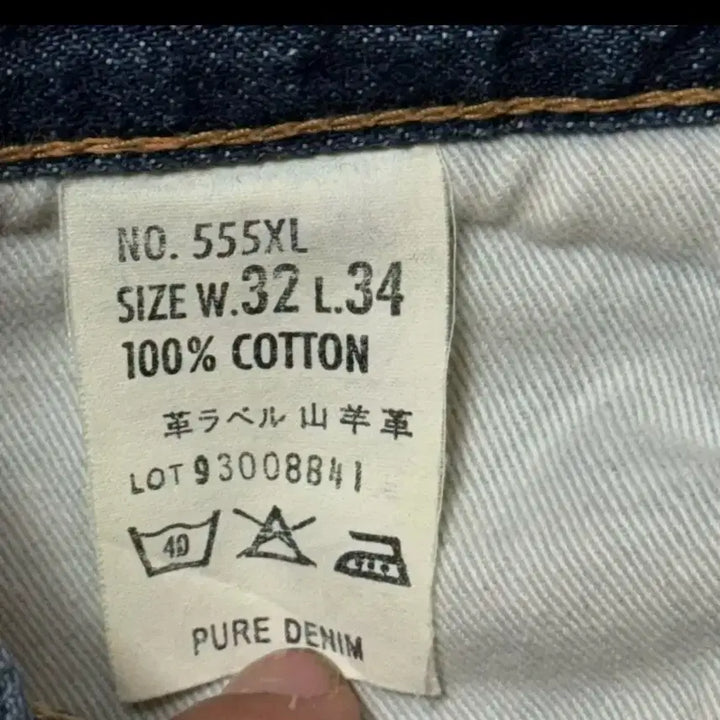 NO. 555XL
SIZE W.32 L.34
100% COTTON
革ラベル 山羊革
LOT 93008841
40
PURE DENIM